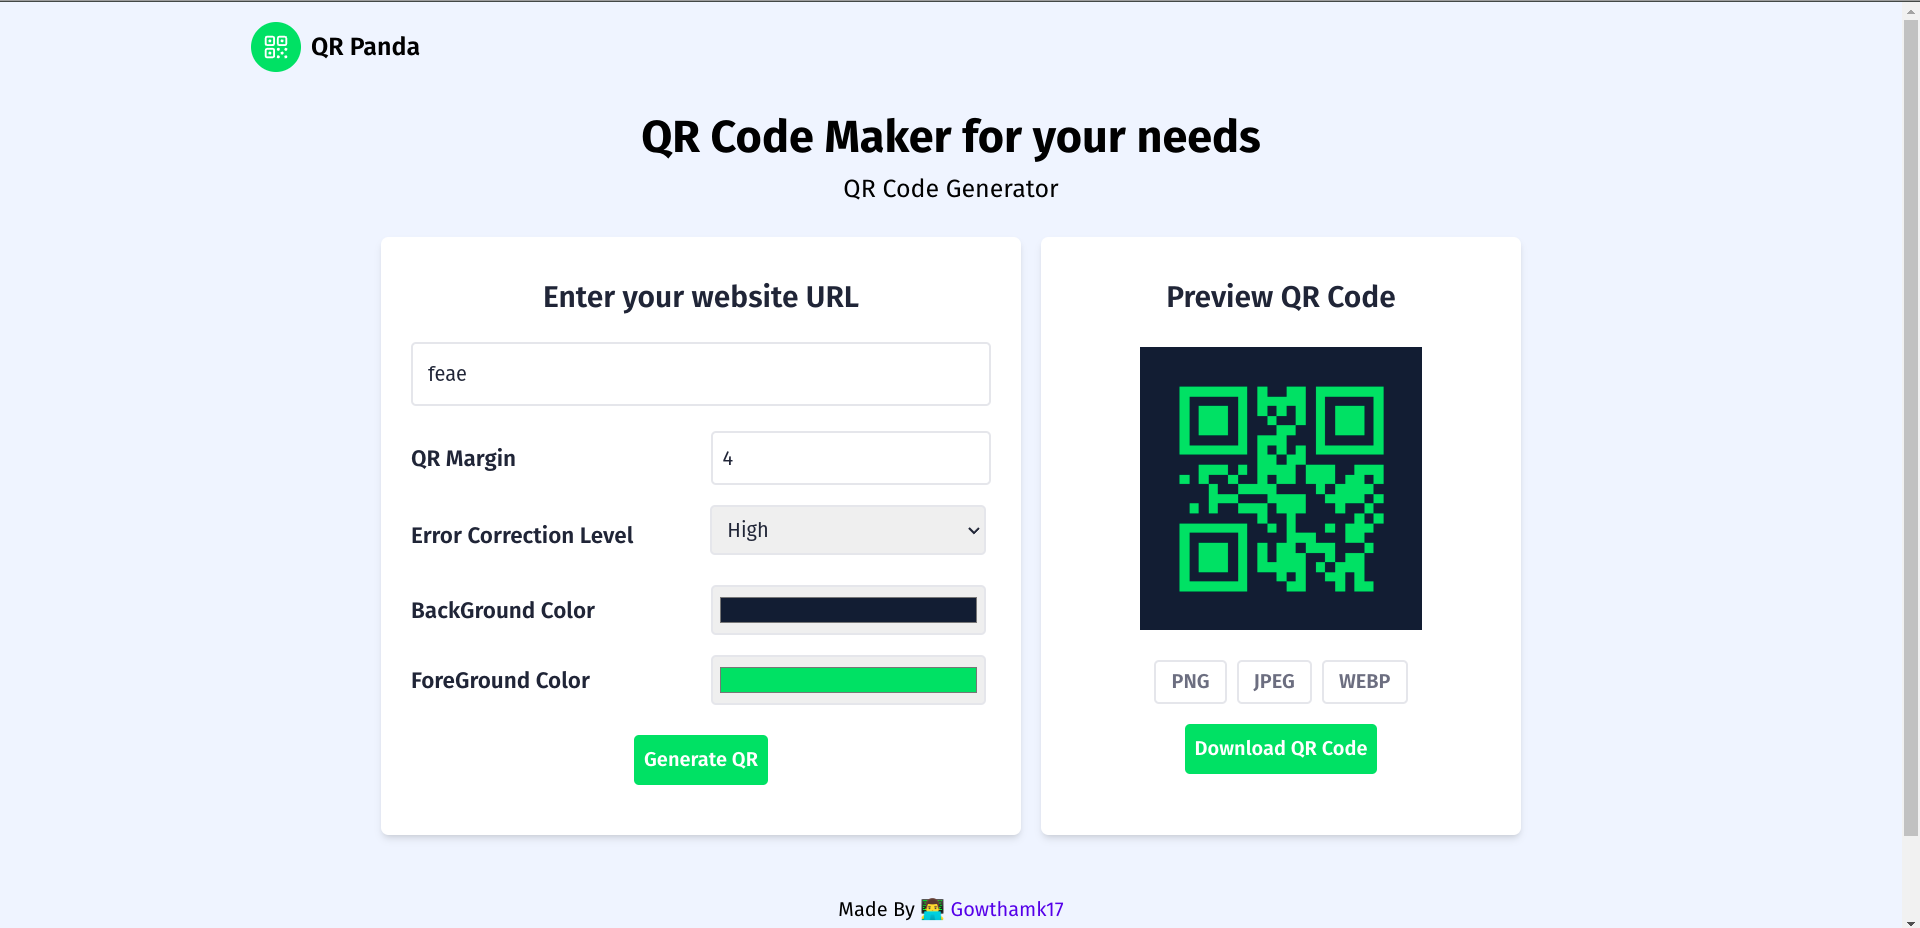 QR Panda
QR Code Maker for your needs
QR Code Generator
Enter your website URL
feae
QR Margin
4
Error Correction Level
High
BackGround Color
ForeGround Color
Generate QR
Preview QR Code
PNG
JPEG
WEBP
Download QR Code
Made By 👨‍💻 Gowthamk17